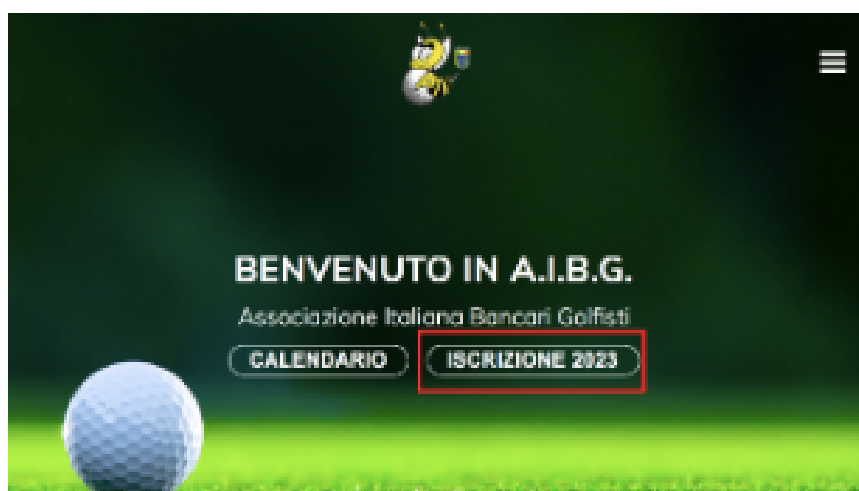 BENVENUTO IN A.I.B.G.
Associazione Italiana Bancari Golfisti
CALENDARIO ISCRIZIONE 2023